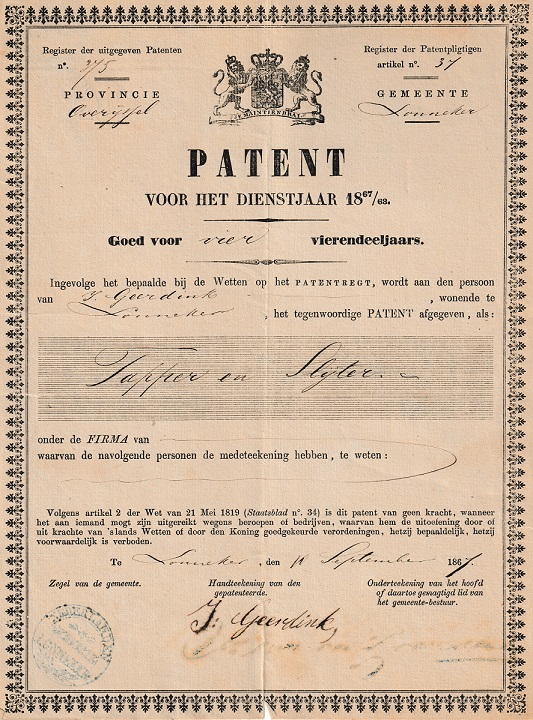 Register der uitgegeven Patenten
n°. 375
PROVINCIE
Overijssel
JE MAINTIENDRAI
Register der Patentpligtigen
artikel n°. 37
GEMEENTE
Lonneker
PATENT
VOOR HET DIENSTJAAR 18⁶⁷/₆₈.
Goed voor vier vierendeeljaars.
Ingevolge het bepaalde bij de Wetten op het PATENTREGT, wordt aan den persoon
van J. Geerdink, wonende te
Lonneker, het tegenwoordige PATENT afgegeven, als:
Tapper en Slijter.
onder de FIRMA van
waarvan de navolgende personen de medeteekening hebben, te weten:
Volgens artikel 2 der Wet van 21 Mei 1819 (Staatsblad n°. 34) is dit patent van geen kracht, wanneer
het aan iemand mogt zijn uitgereikt wegens beroepen of bedrijven, waarvan hem de uitoefening door of
uit krachte van 'slands Wetten of door den Koning goedgekeurde verordeningen, hetzij bepaaldelijk, hetzij
voorwaardelijk is verboden.
Te Lonneker, den September 1867.
Zegel van de gemeente.
Handteekening van den
gepatenteerde.
Onderteekening van het hoofd
of daartoe gemagtigd lid van
het gemeente-bestuur.
J. Geerdink